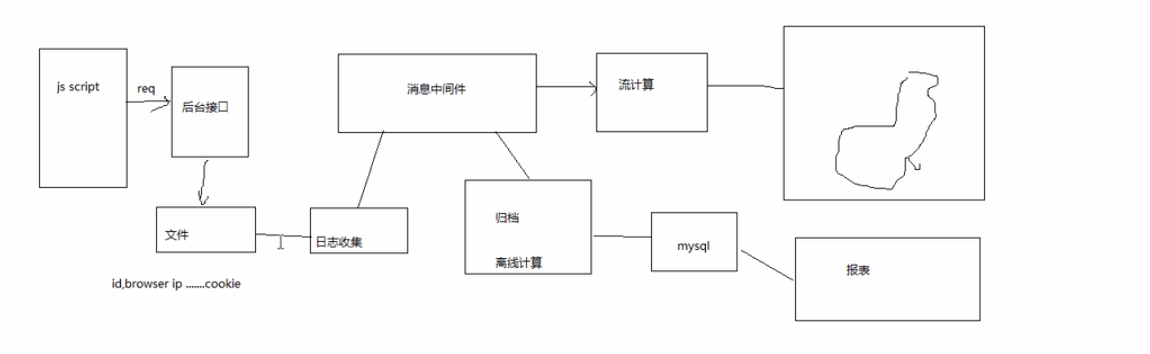 js script
req
后台接口
消息中间件
流计算
文件
日志收集
归档
离线计算
mysql
报表
id,browser ip .......cookie